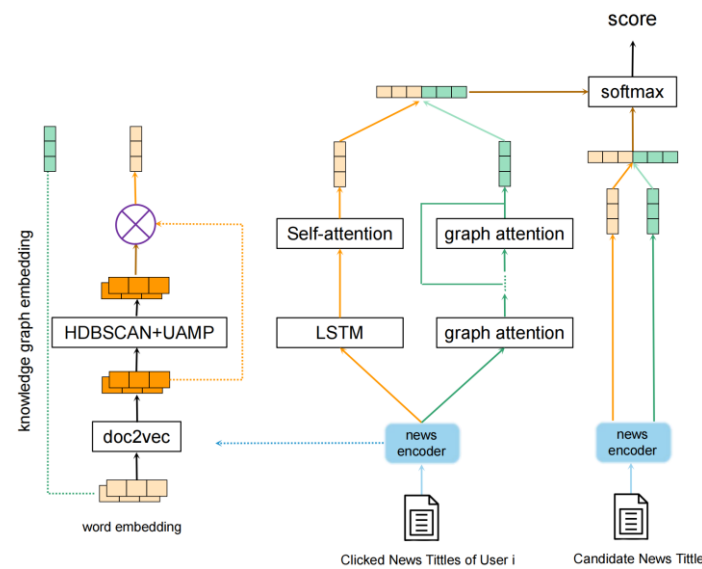 score
softmax
Self-attention
graph attention
HDBSCAN+UAMP
LSTM
graph attention
knowledge graph embedding
doc2vec
news
encoder
news
encoder
word embedding
Clicked News Tittles of User i
Candidate News Tittle